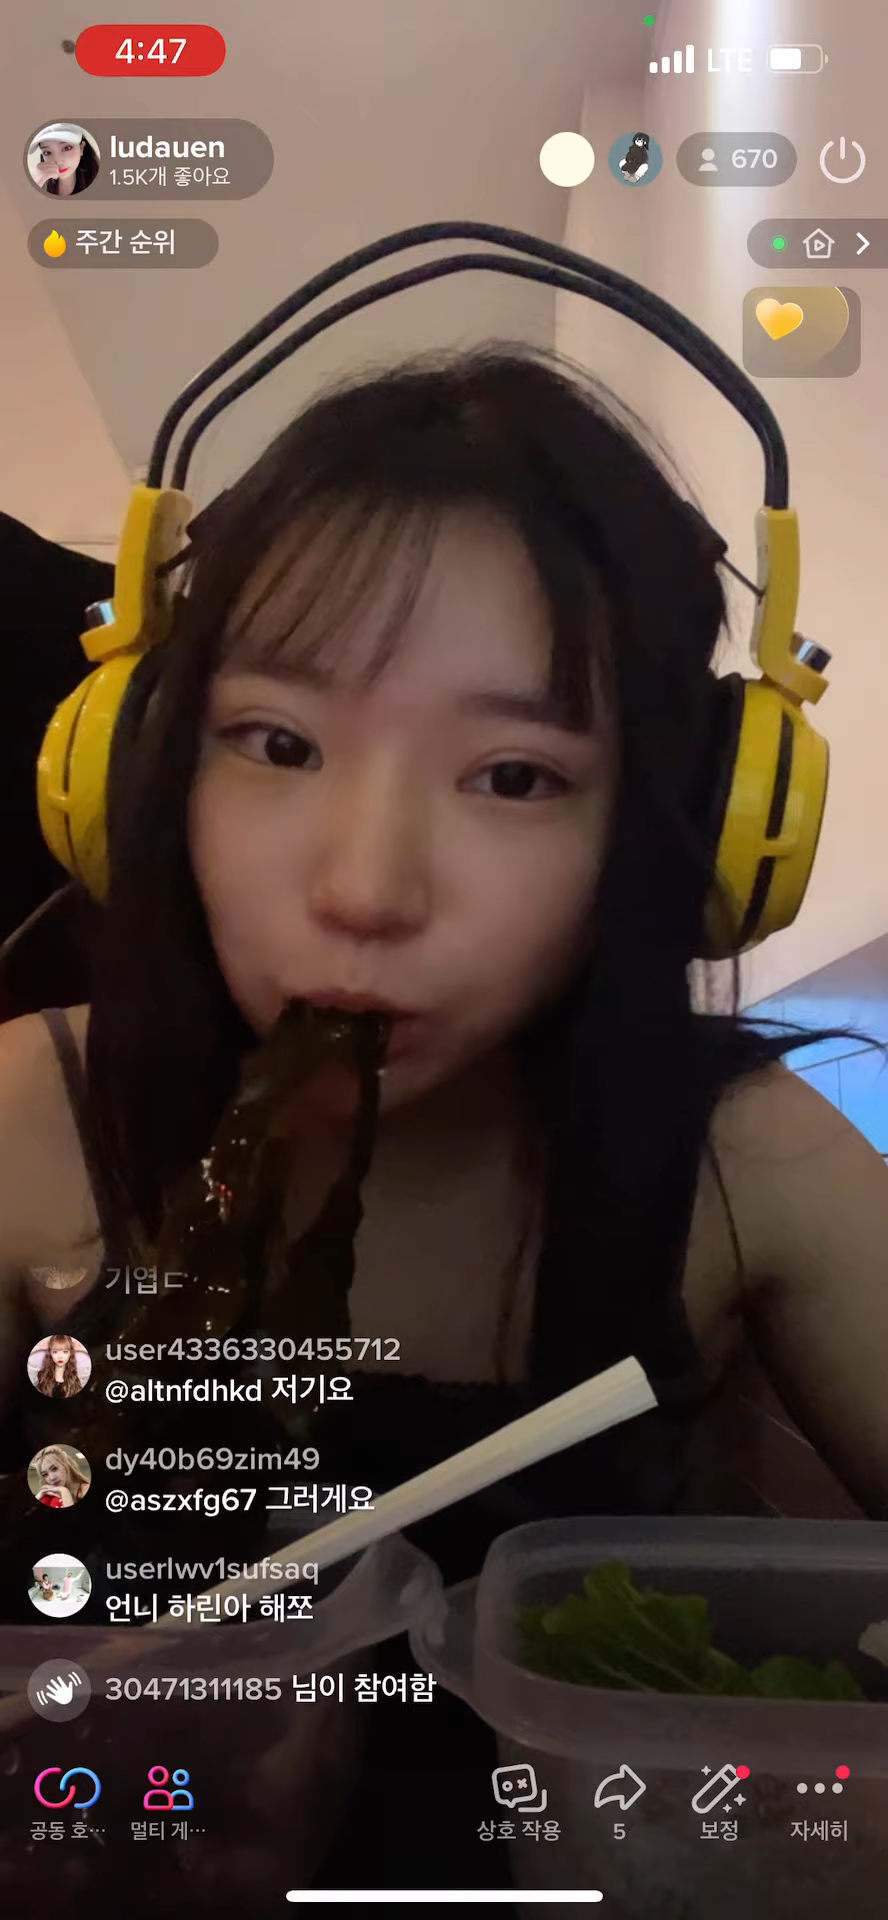 4:47
LTE
ludauen
1.5K개 좋아요
670
주간 순위
user4336330455712
@altnfdhkd 저기요
dy40b69zim49
@aszxfg67 그러게요
userlwv1sufsaq
언니 하린아 해쪼
30471311185 님이 참여함
공동 호…
멀티 게…
상호 작용
5
보정
자세히